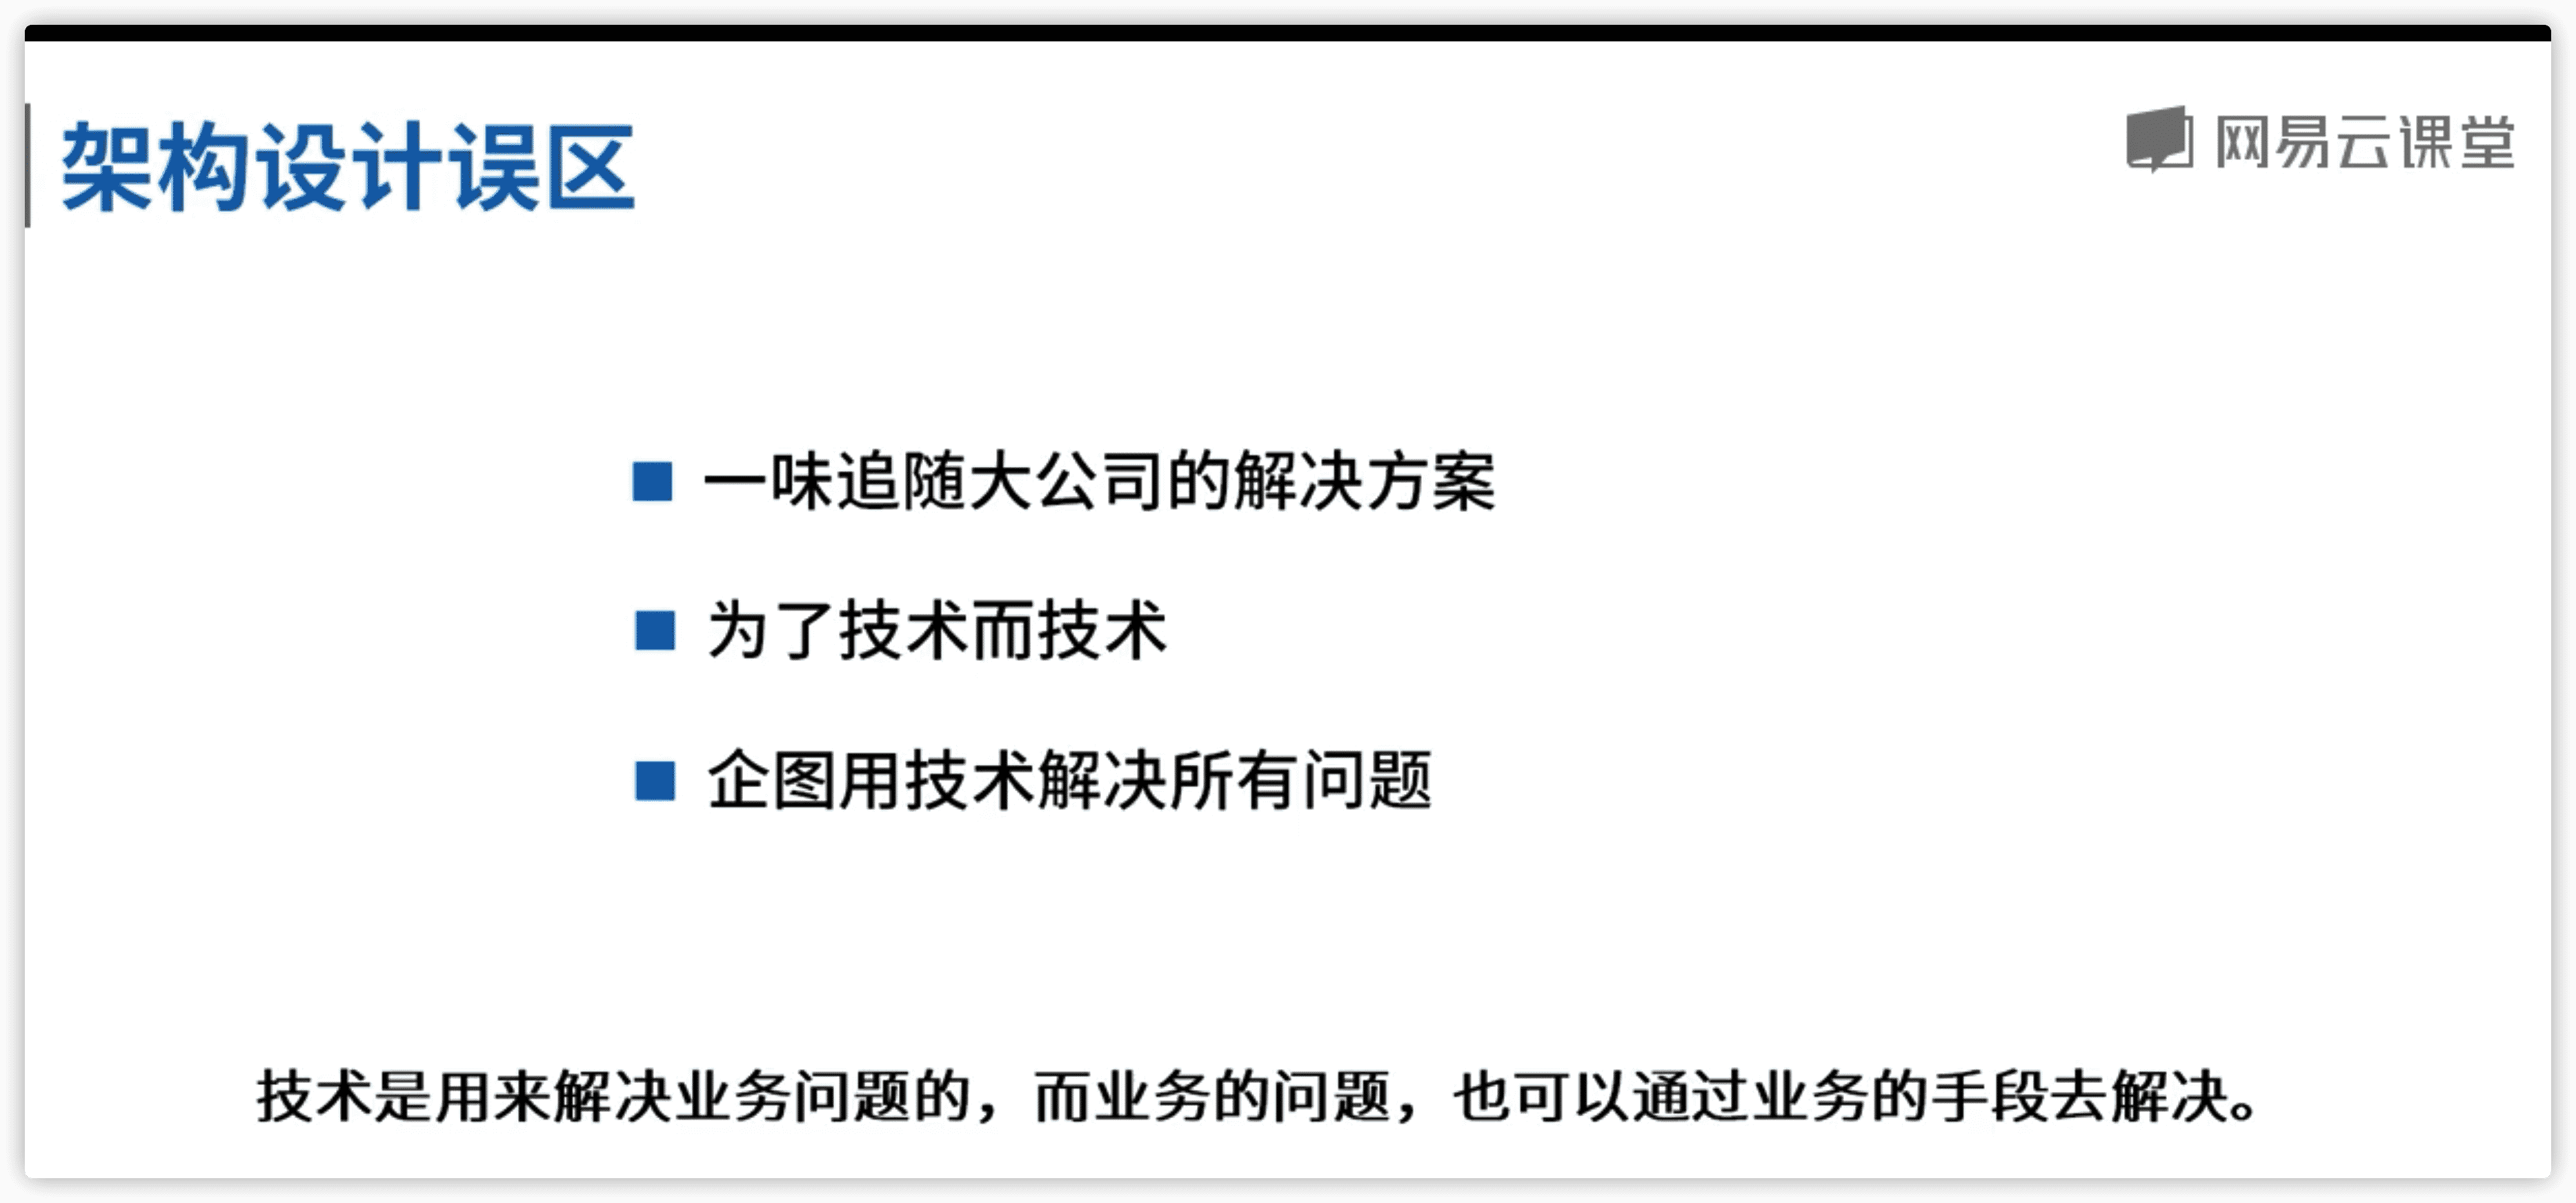 架构设计误区
网易云课堂
一味追随大公司的解决方案
为了技术而技术
企图用技术解决所有问题
技术是用来解决业务问题的，而业务的问题，也可以通过业务的手段去解决。